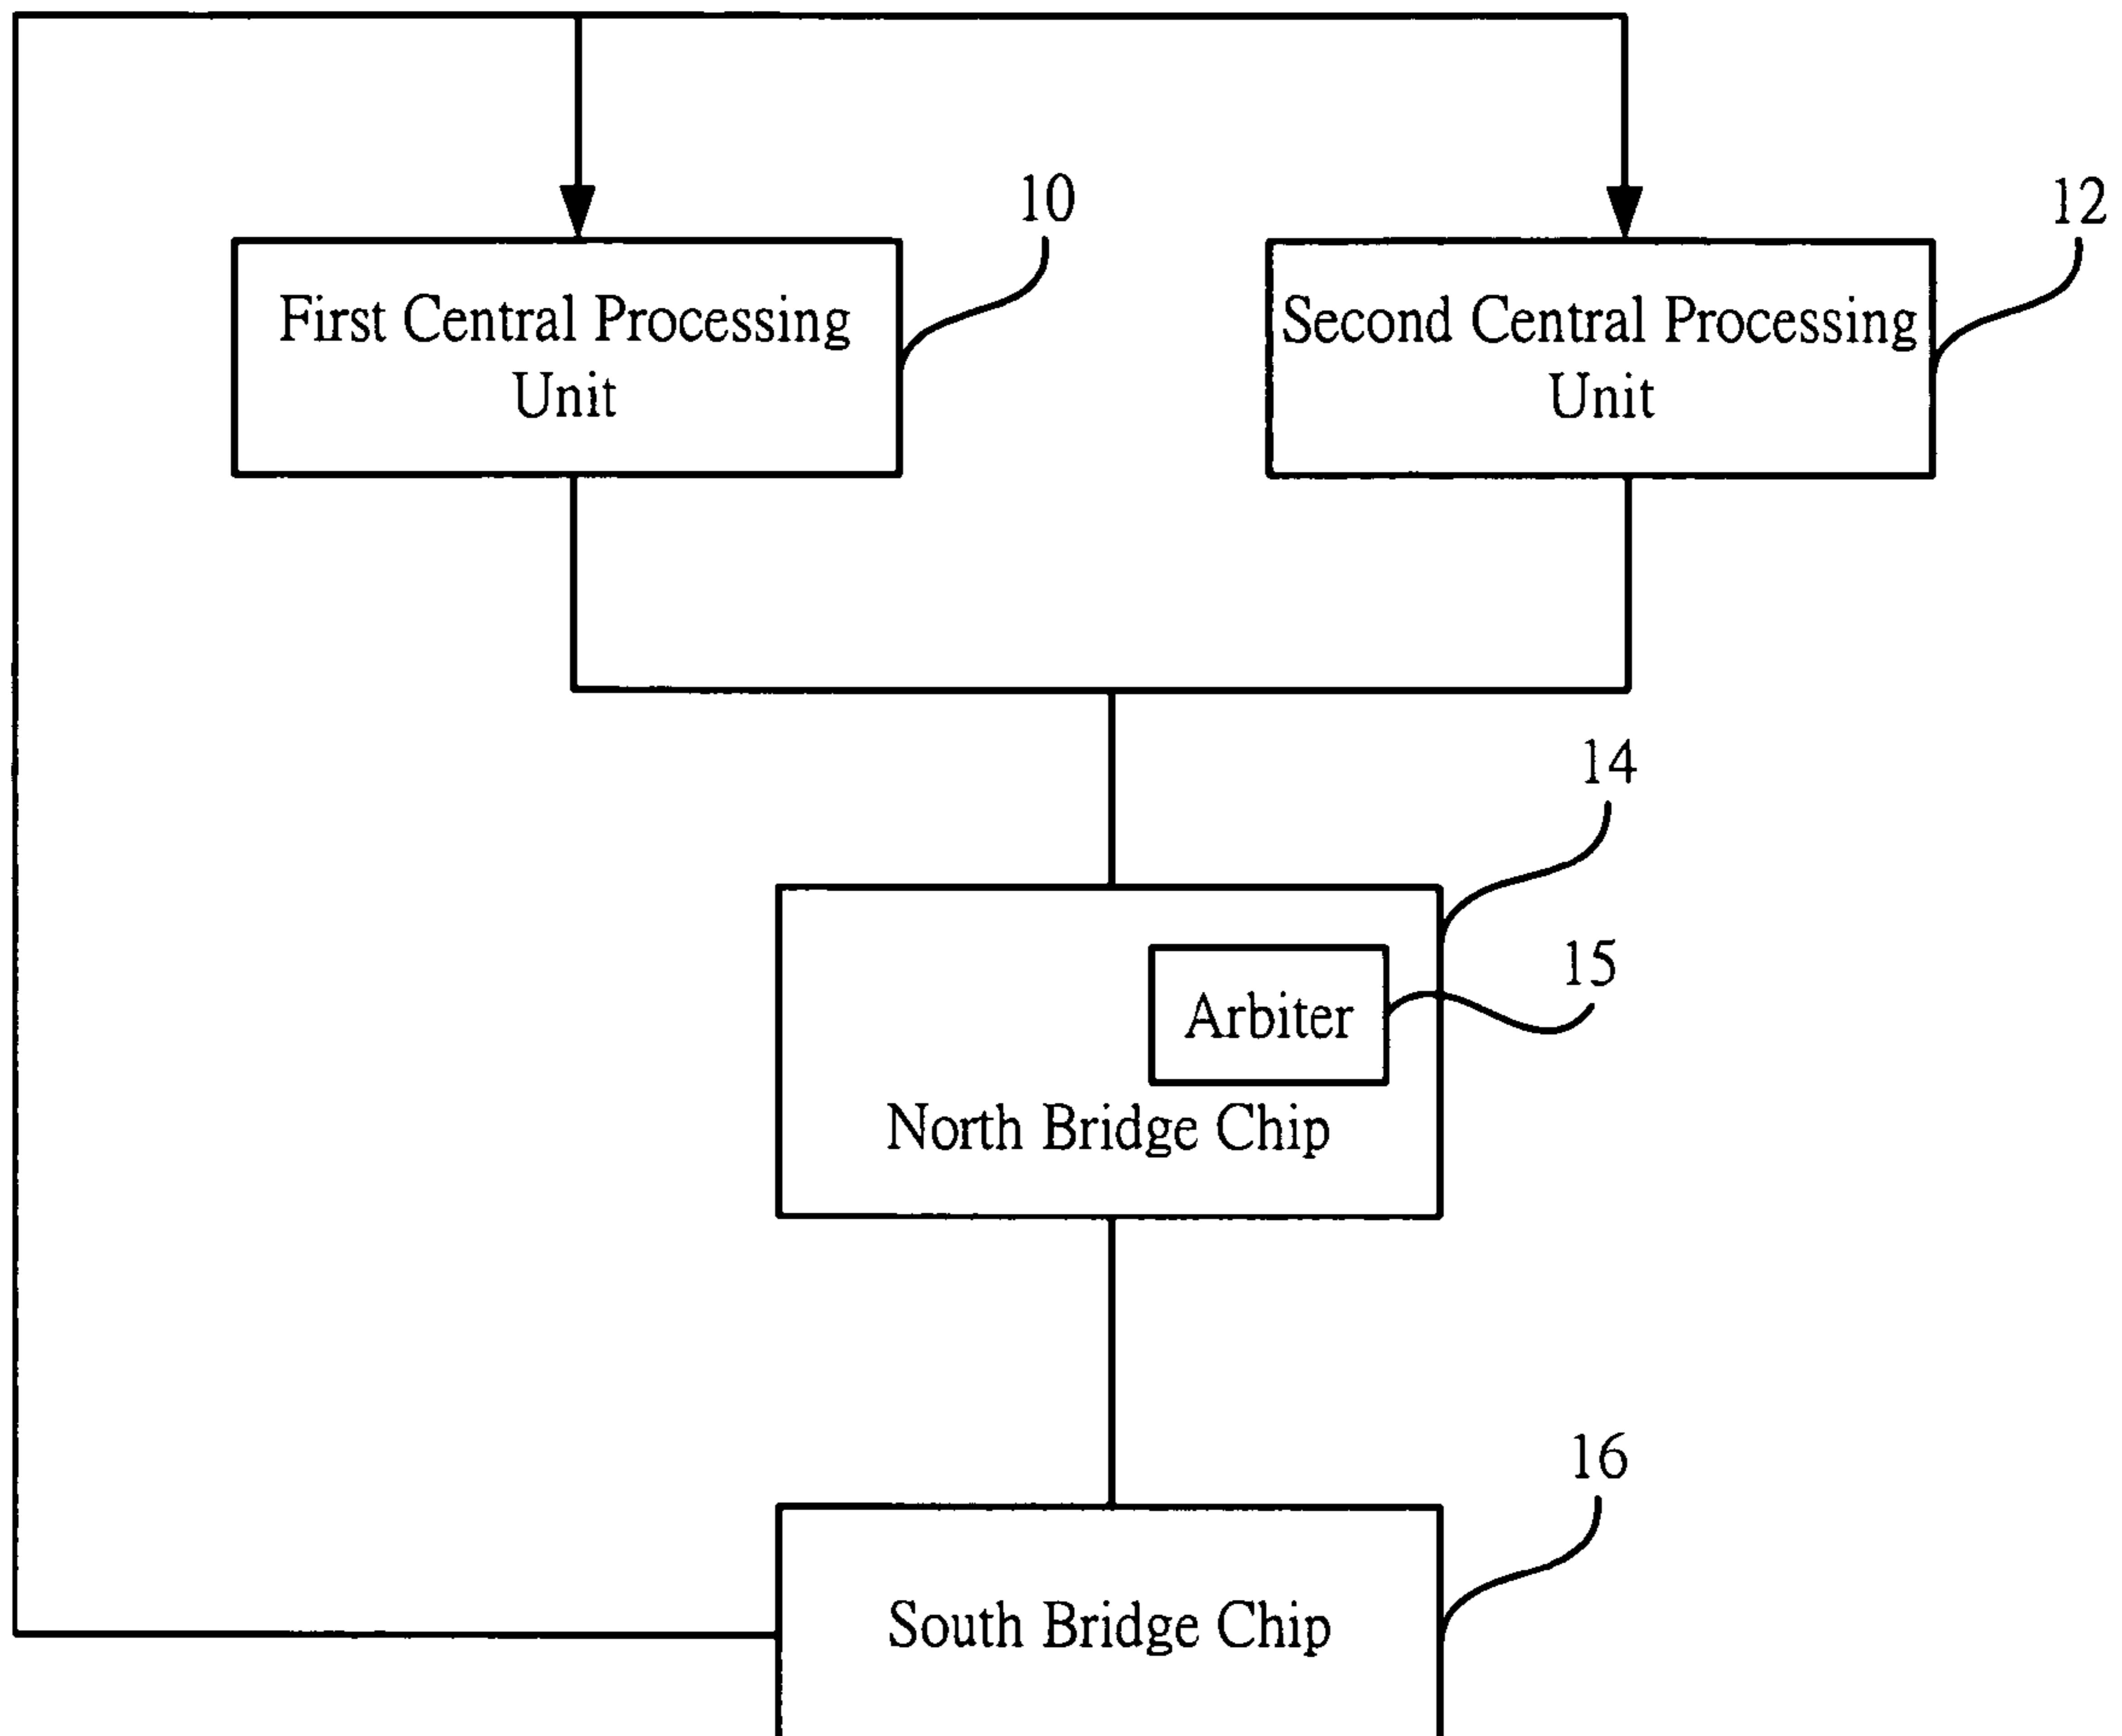 10
12
First Central Processing
Unit
Second Central Processing
Unit
14
15
Arbiter
North Bridge Chip
16
South Bridge Chip